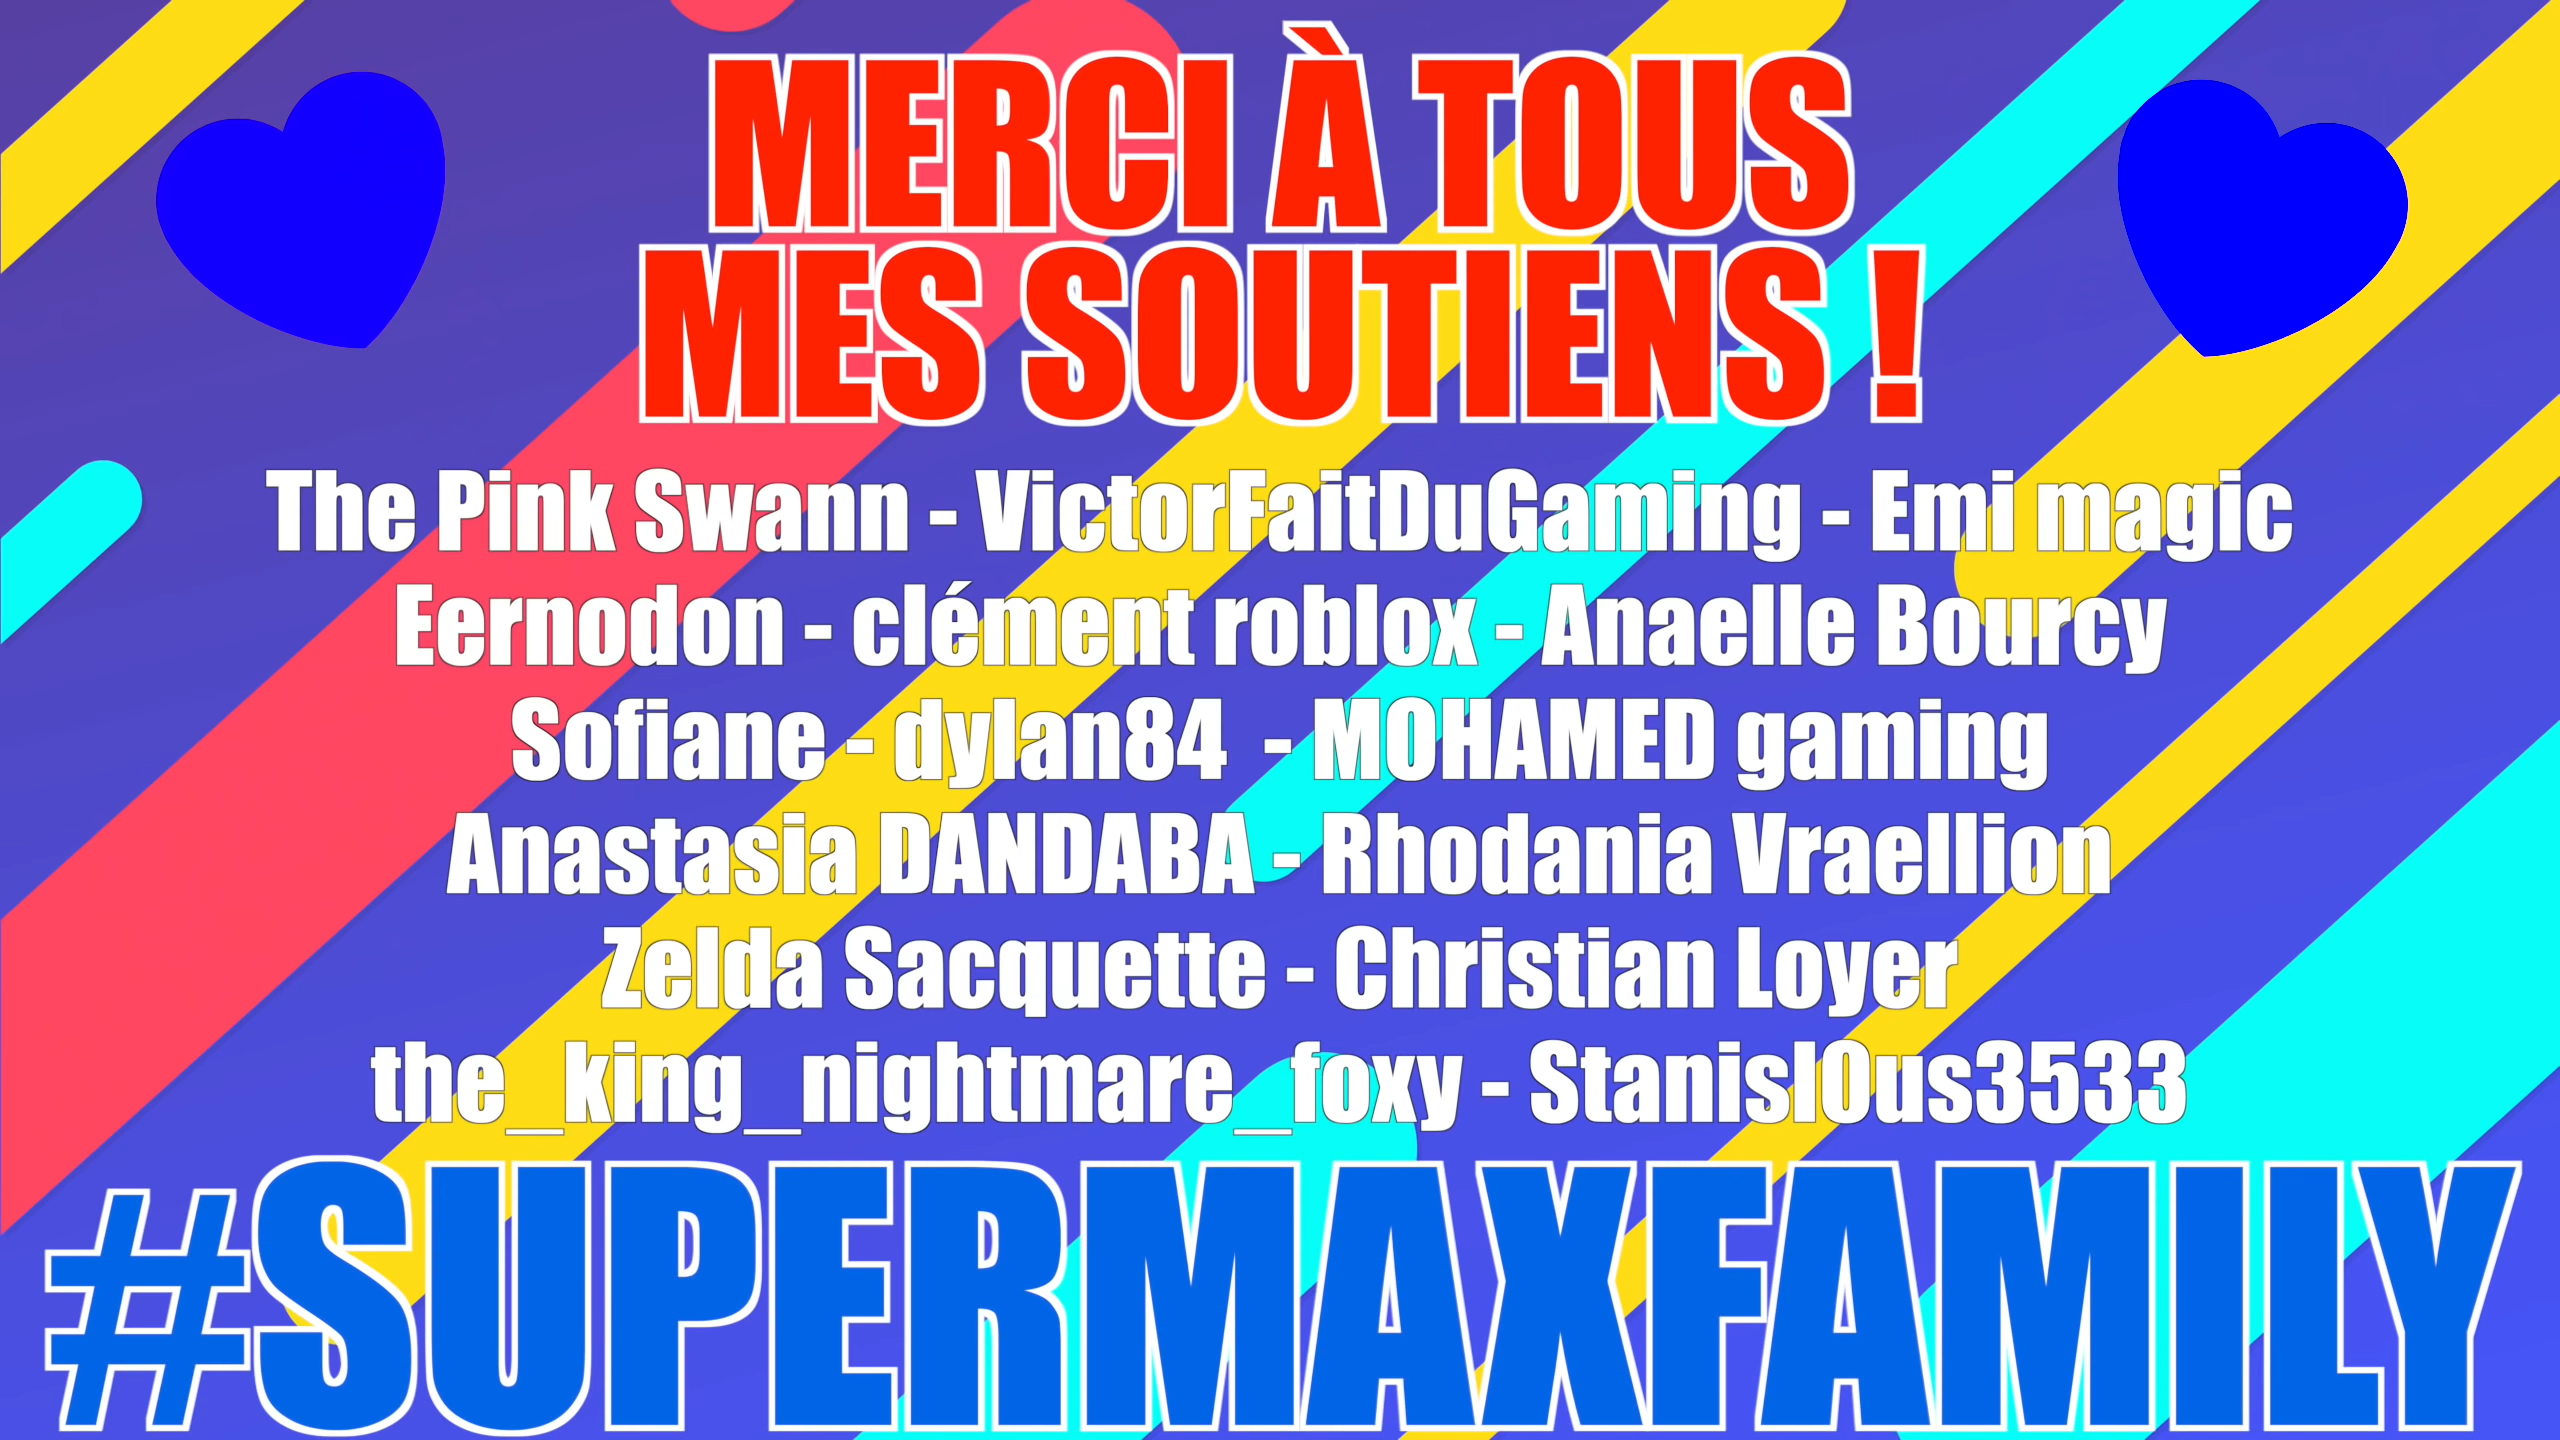 MERCI À TOUS
MES SOUTIENS !
The Pink Swann - VictorFaitDuGaming - Emi magic
Eernodon - clément roblox - Anaelle Bourcy
Sofiane - dylan84 - MOHAMED gaming
Anastasia DANDABA - Rhodania Vraellion
Zelda Sacquette - Christian Loyer
the_king_nightmare_foxy - Stanisl0us3533
#SUPERMAXFAMILY